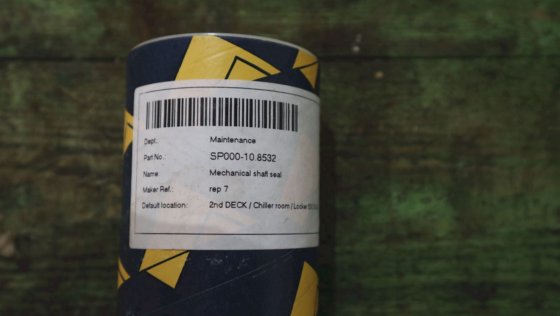 Dept.: Maintenance
Part No.: SP000-10.8532
Name Mechanical shaft seal
Maker Ref.: rep 7
Default location: 2nd DECK / Chiller room / Locker